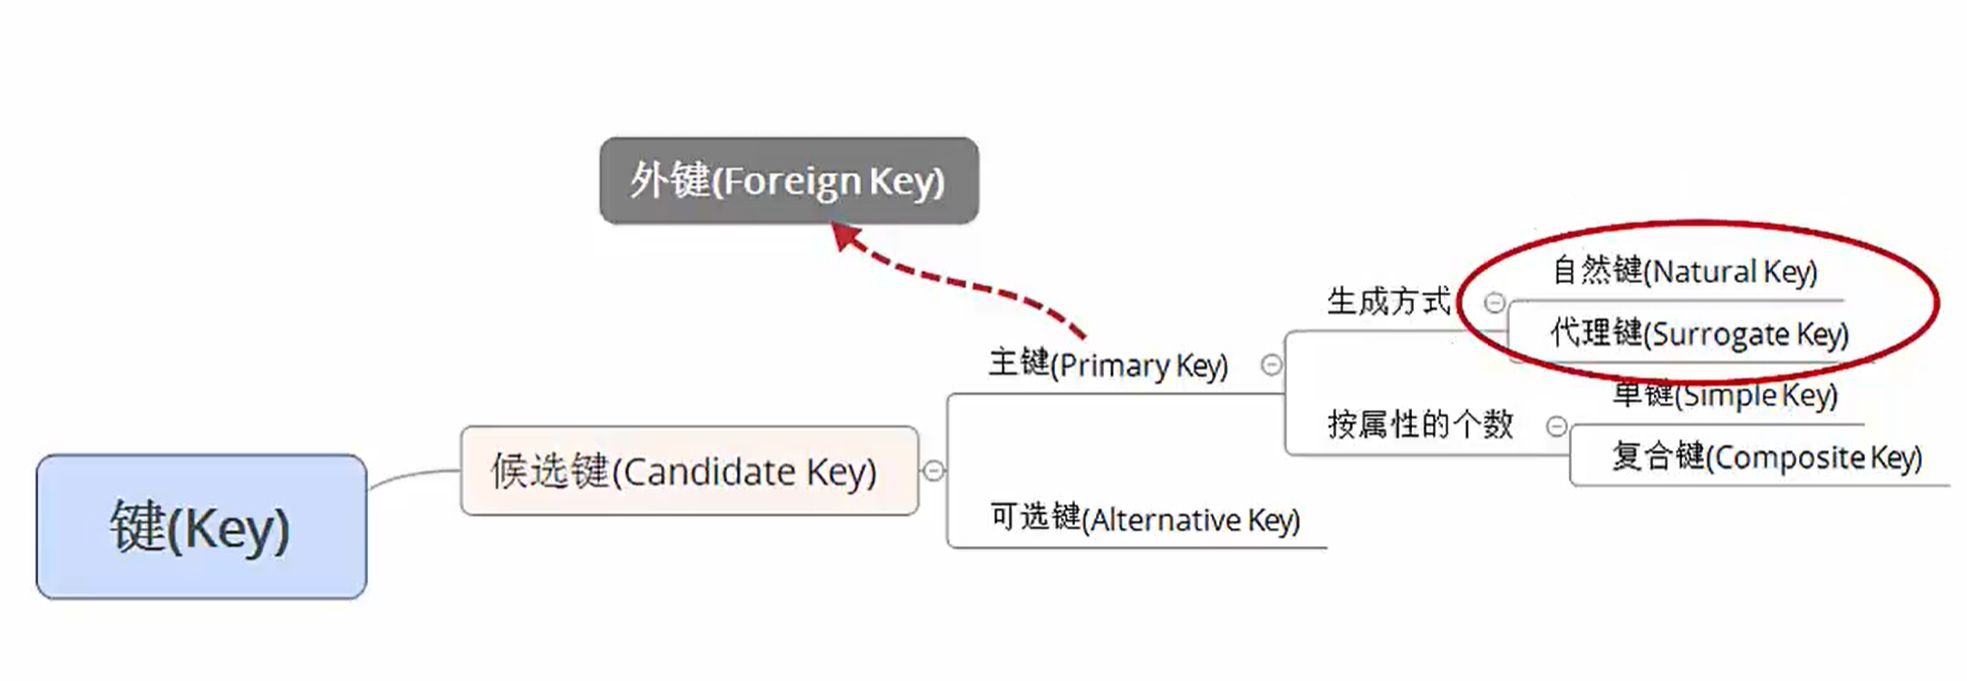 外键(Foreign Key)
自然键(Natural Key)
生成方式
代理键(Surrogate Key)
主键(Primary Key)
单键(Simple Key)
按属性的个数
复合键(Composite Key)
候选键(Candidate Key)
可选键(Alternative Key)
键(Key)